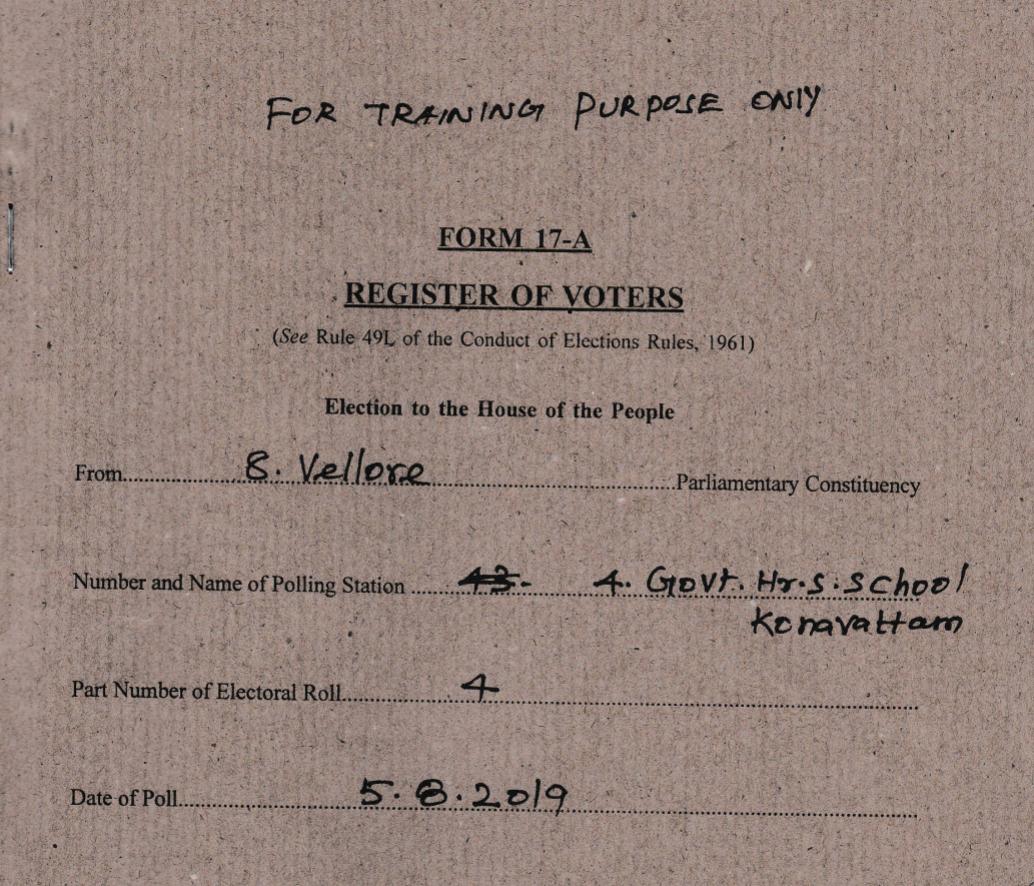 FOR TRAINING PURPOSE ONLY
FORM 17-A
REGISTER OF VOTERS
(See Rule 49L of the Conduct of Elections Rules, 1961)
Election to the House of the People
From..............8. Vellore..............Parliamentary Constituency
Number and Name of Polling Station ...... 4. Govt. Hr.S.School
Konavattam
Part Number of Electoral Roll..............4..............
Date of Poll..............5.8.2019..............